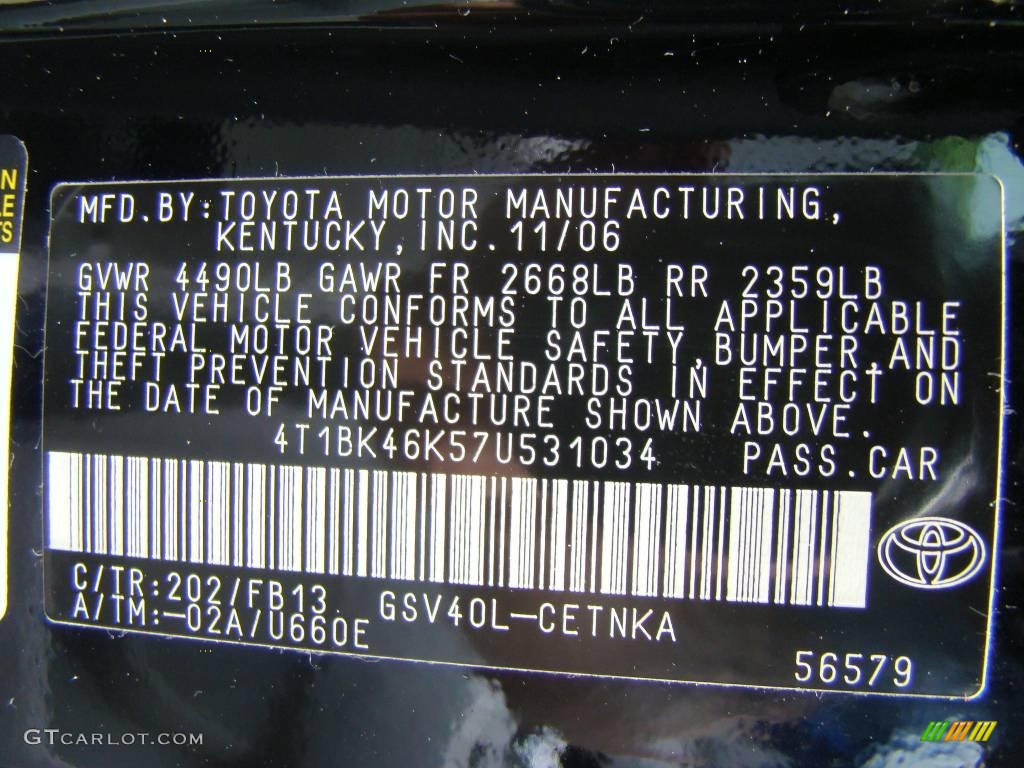 N
LE
TS
MFD.BY:TOYOTA MOTOR MANUFACTURING,
KENTUCKY,INC.11/06
GVWR 4490LB GAWR FR 2668LB RR 2359LB
THIS VEHICLE CONFORMS TO ALL APPLICABLE
FEDERAL MOTOR VEHICLE SAFETY,BUMPER,AND
THEFT PREVENTION STANDARDS IN EFFECT ON
THE DATE OF MANUFACTURE SHOWN ABOVE.
4T1BK46K57U531034 PASS.CAR
C/TR:202/FB13 GSV40L-CETNKA
A/TM:-02A/U660E
56579
GTCARLOT.COM